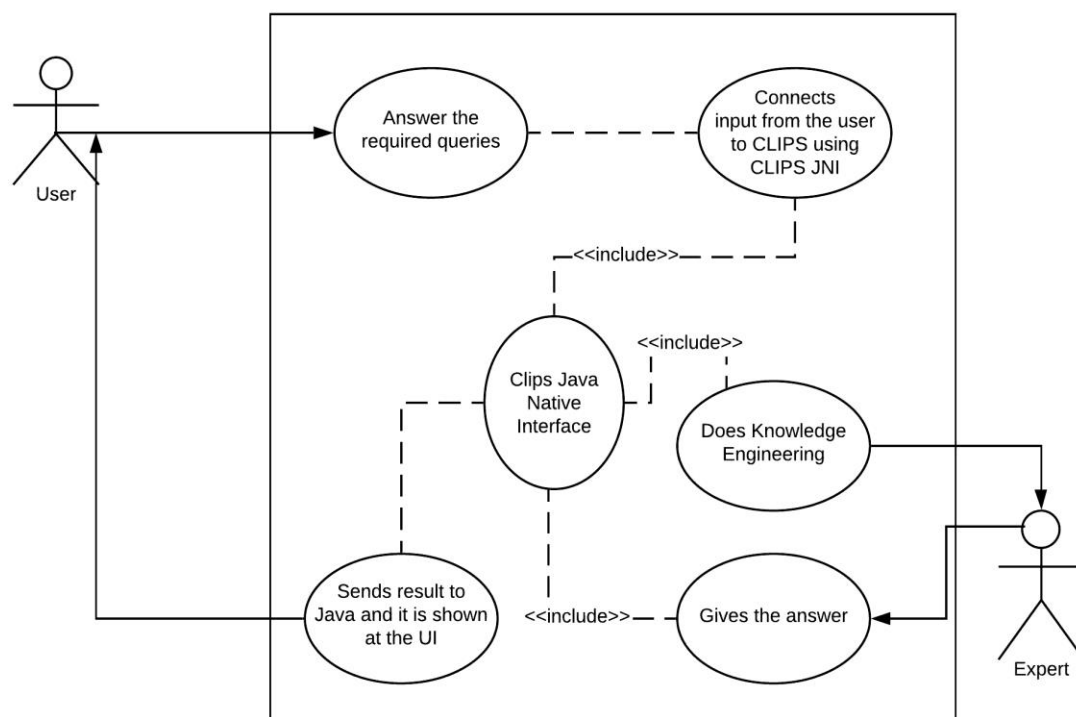 Answer the
required queries
Connects
input from the user
to CLIPS using
CLIPS JNI
User
<<include>>
<<include>>
Clips Java
Native
Interface
Does Knowledge
Engineering
Sends result to
Java and it is shown
at the UI
<<include>>
Gives the answer
Expert